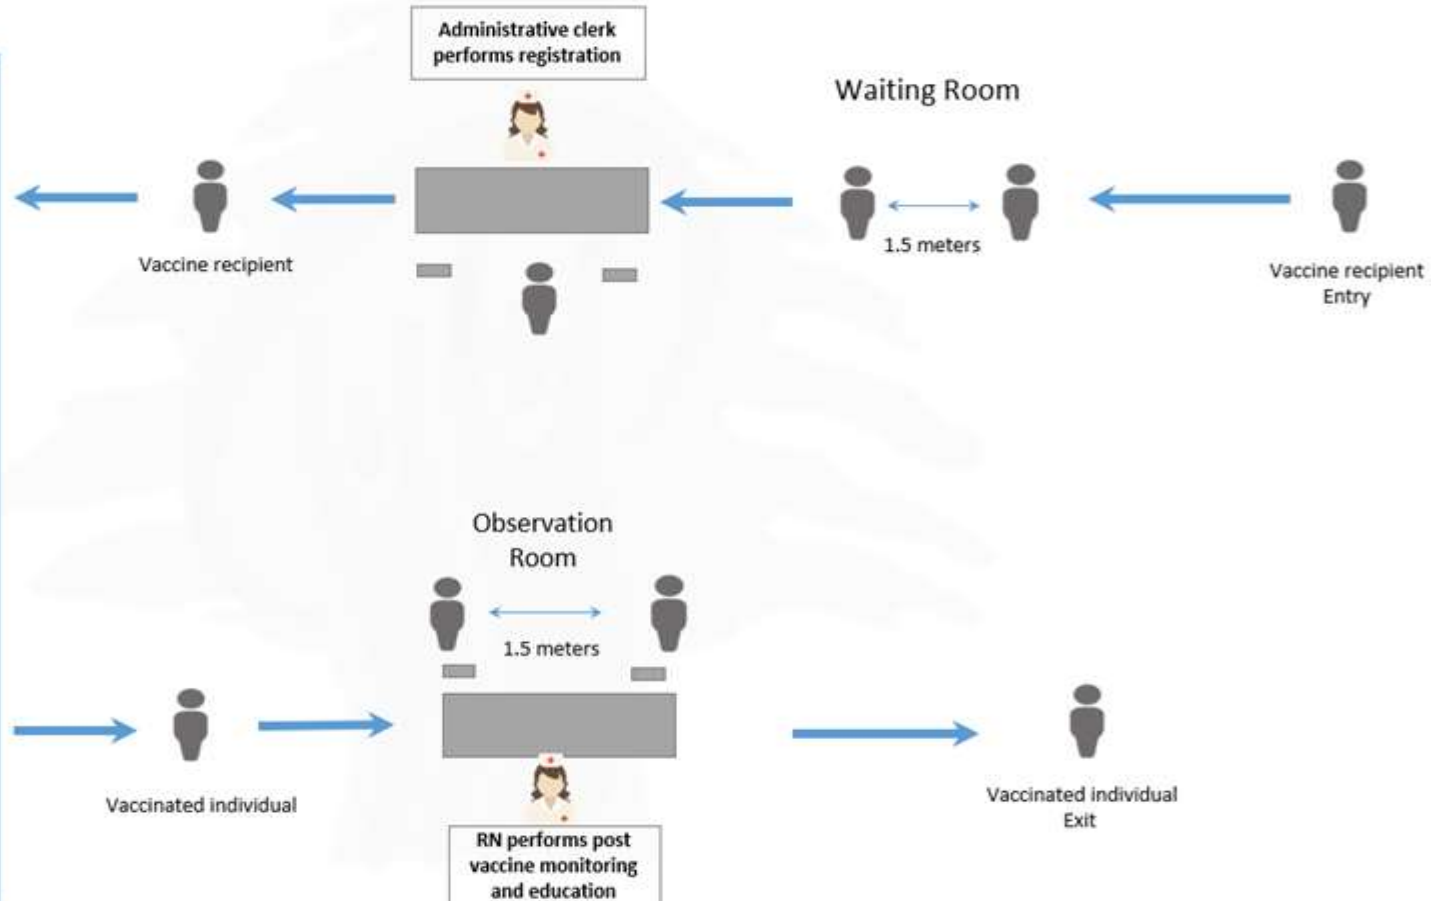 Administrative clerk
performs registration
Waiting Room
1.5 meters
Vaccine recipient
Vaccine recipient
Entry
Observation
Room
1.5 meters
Vaccinated individual
Vaccinated individual
Exit
RN performs post
vaccine monitoring
and education